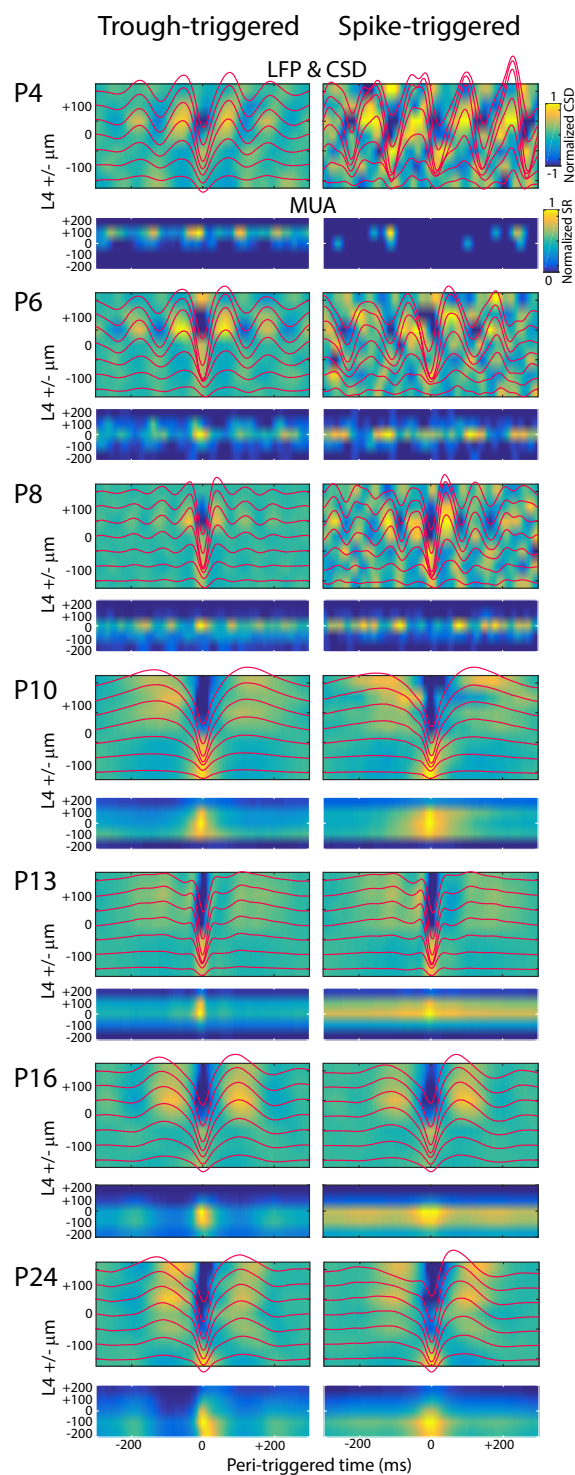 Trough-triggered Spike-triggered
LFP & CSD
P4
+100
0
-100
L4 +/- μm
1
-1
Normalized CSD
MUA
+200
+100
0
-100
-200
1
0
Normalized SR
P6
+100
0
-100
L4 +/- μm
+200
+100
0
-100
-200
P8
+100
0
-100
L4 +/- μm
+200
+100
0
-100
-200
P10
+100
0
-100
L4 +/- μm
+200
+100
0
-100
-200
P13
+100
0
-100
L4 +/- μm
+200
+100
0
-100
-200
P16
+100
0
-100
L4 +/- μm
+200
+100
0
-100
-200
P24
+100
0
-100
L4 +/- μm
+200
+100
0
-100
-200
-200 0 +200 -200 0 +200
Peri-triggered time (ms)